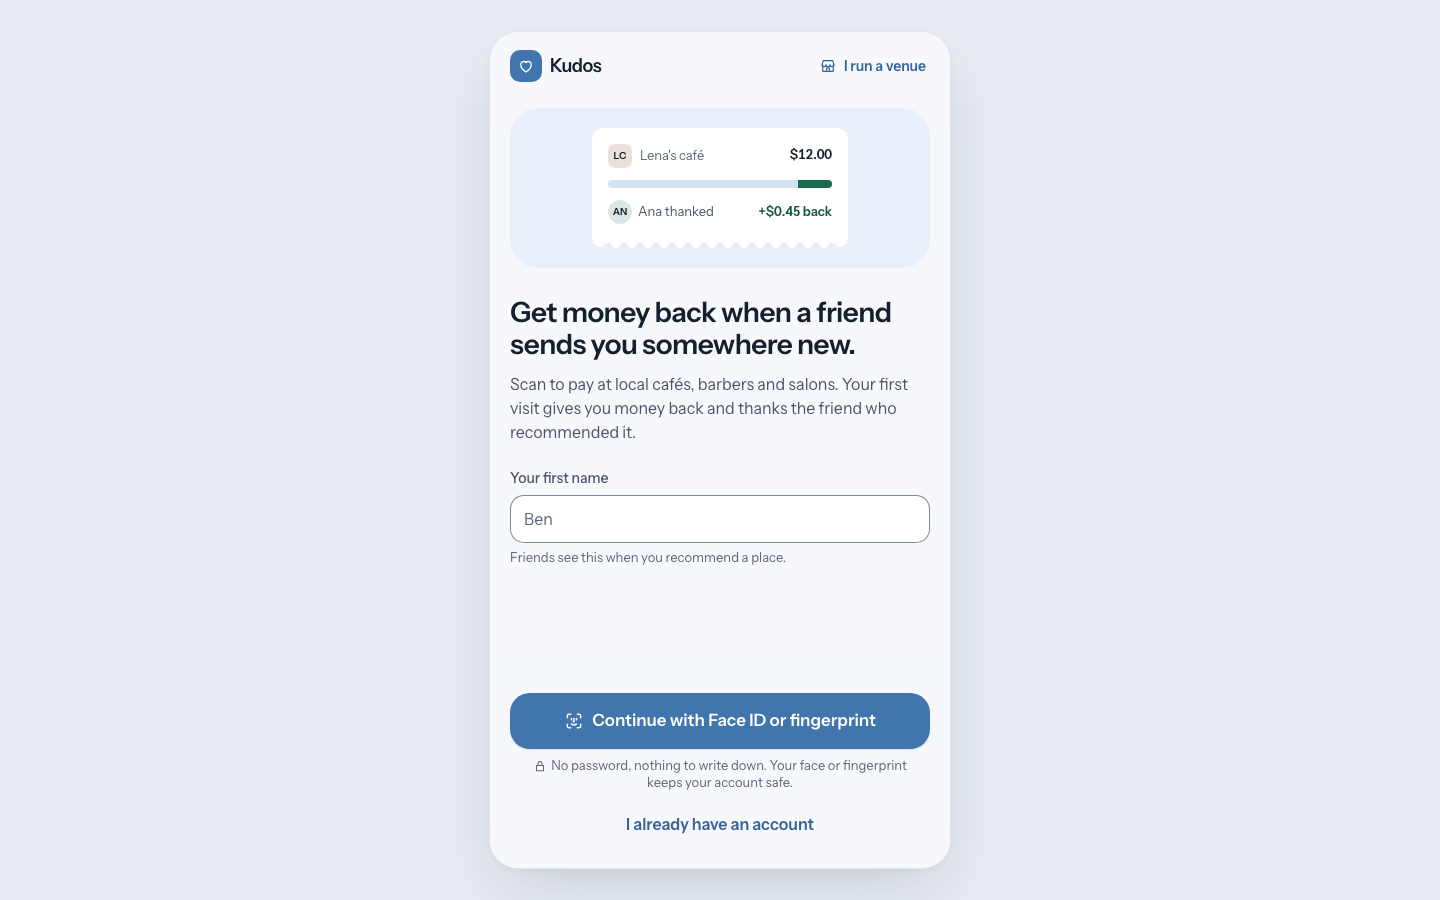 Kudos
I run a venue
LC Lena's café $12.00
AN Ana thanked +$0.45 back
Get money back when a friend
sends you somewhere new.
Scan to pay at local cafés, barbers and salons. Your first
visit gives you money back and thanks the friend who
recommended it.
Your first name
Ben
Friends see this when you recommend a place.
Continue with Face ID or fingerprint
No password, nothing to write down. Your face or fingerprint
keeps your account safe.
I already have an account